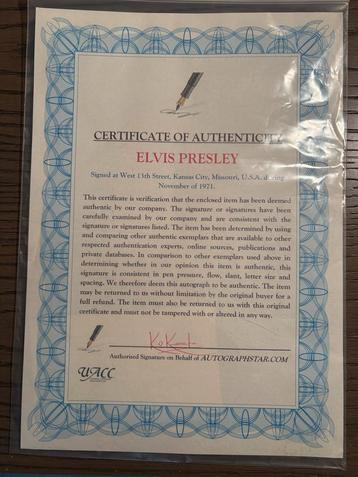 CERTIFICATE OF AUTHENTICITY
ELVIS PRESLEY
Signed at West 13th Street, Kansas City, Missouri, U.S.A. during
November of 1971.
This certificate is verification that the enclosed item has been deemed
authentic by our company. The signature or signatures have been
carefully examined by our company and are consistent with the
signature or signatures listed. The item has been determined by using
and comparing other authentic exemplars that are available to other
respected authentication experts, online sources, publications and
private databases. In comparison to other exemplars used above in
determining whether in our opinion this item is authentic, this
signature is consistent in pen pressure, flow, slant, letter size and
spacing. We therefore deem this autograph to be authentic. The item
may be returned to us without limitation by the original buyer for a
full refund. The item must also be returned to us with this original
certificate and must not be tampered with or altered in any way.
Authorised Signature on Behalf of AUTOGRAPHSTAR.COM
UACC